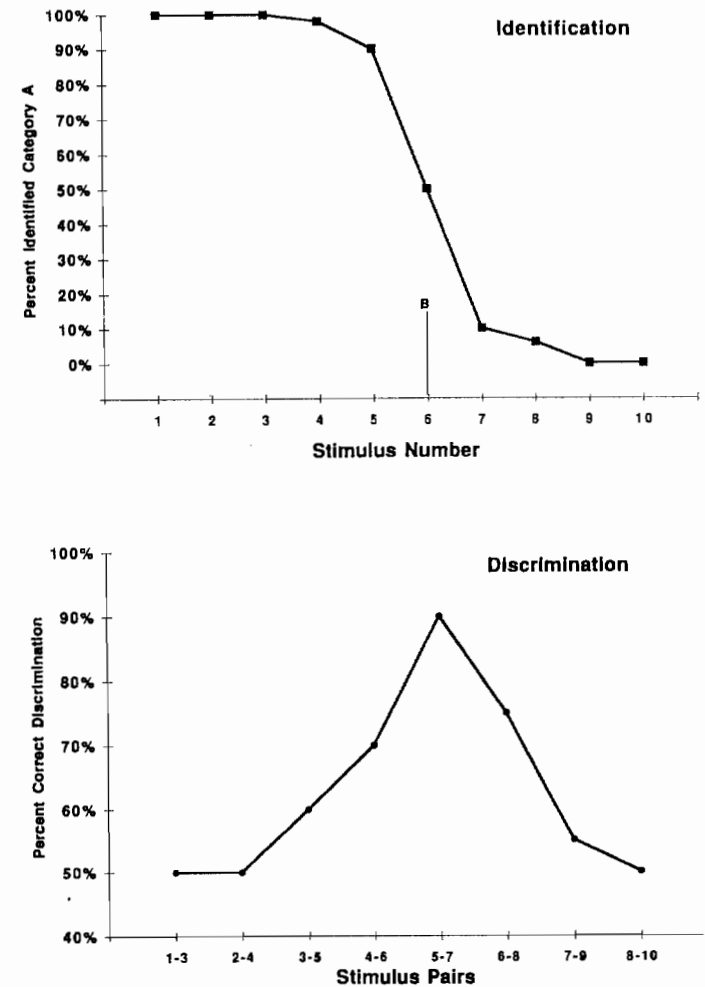 Identification
Percent Identified Category A
100%
90%
80%
70%
60%
50%
40%
30%
20%
10%
0%
B
1 2 3 4 5 6 7 8 9 10
Stimulus Number
Discrimination
Percent Correct Discrimination
100%
90%
80%
70%
60%
50%
40%
1-3 2-4 3-5 4-6 5-7 6-8 7-9 8-10
Stimulus Pairs